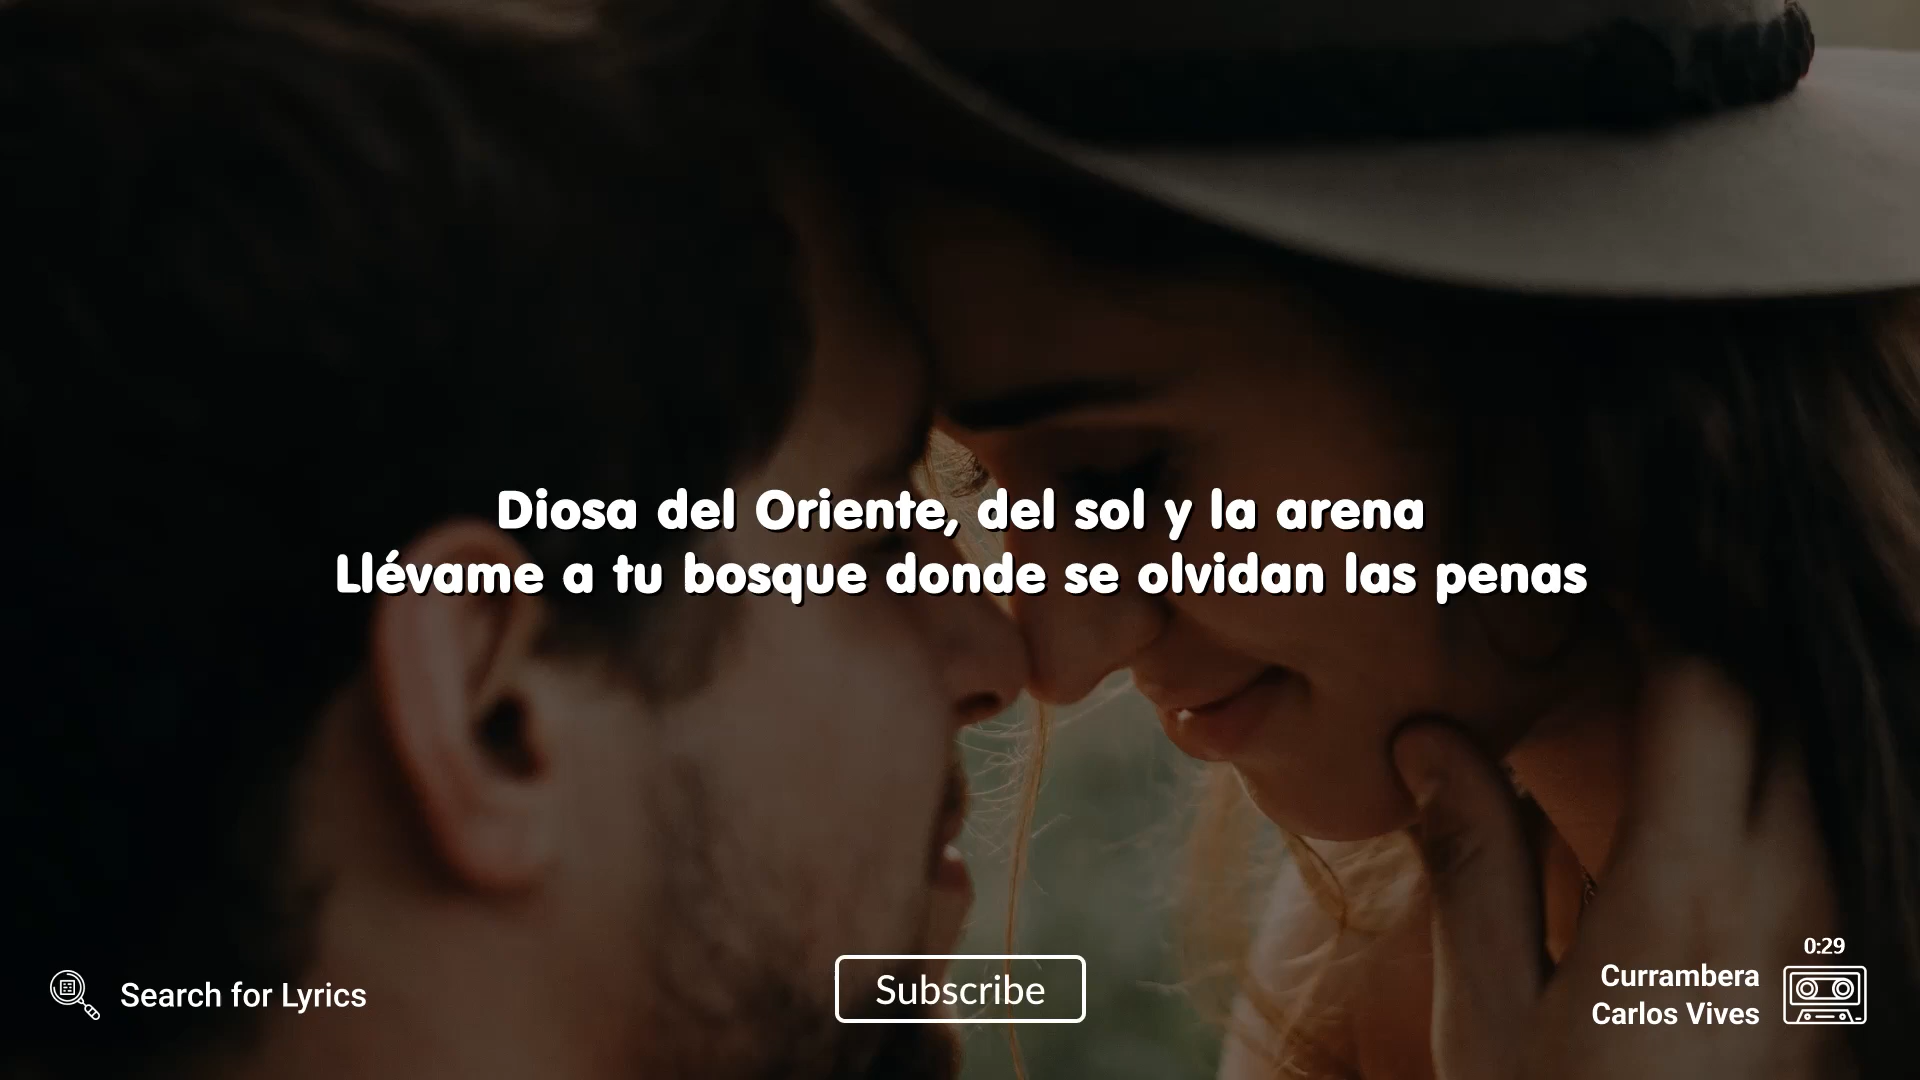 Diosa del Oriente, del sol y la arena
Llévame a tu bosque donde se olvidan las penas
Search for Lyrics
Subscribe
0:29
Currambera
Carlos Vives